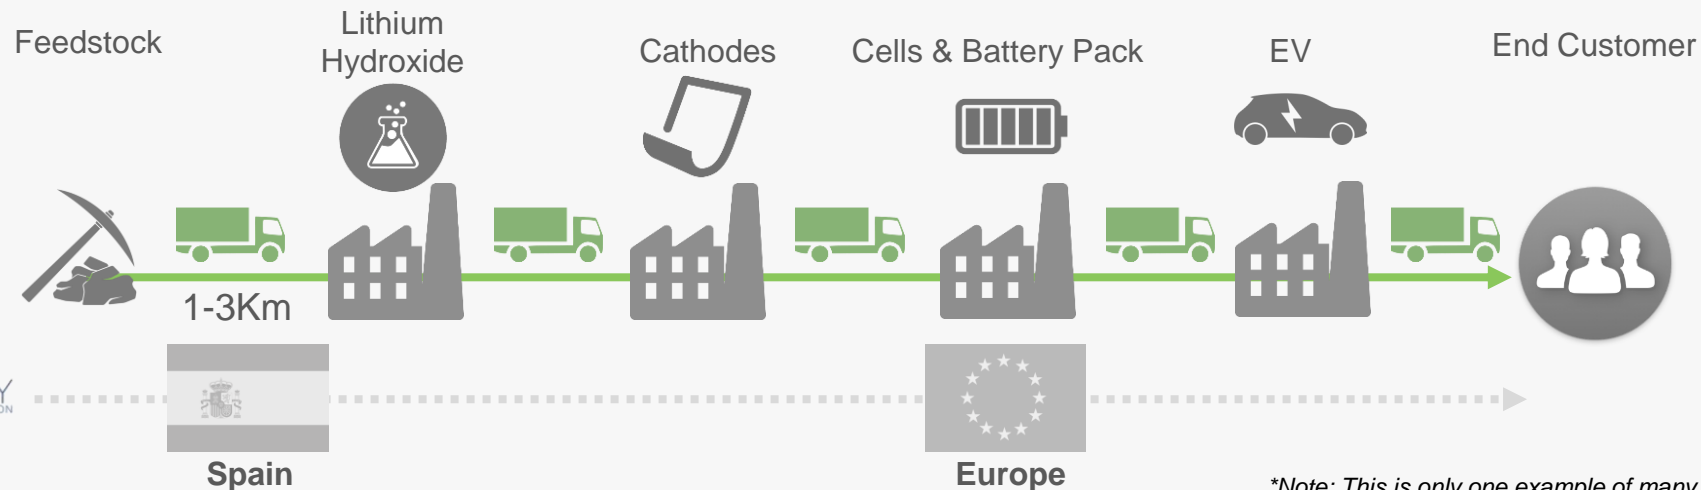 Feedstock
Lithium
Hydroxide
Cathodes
Cells & Battery Pack
EV
End Customer
1-3Km
Spain
Europe
*Note: This is only one example of many